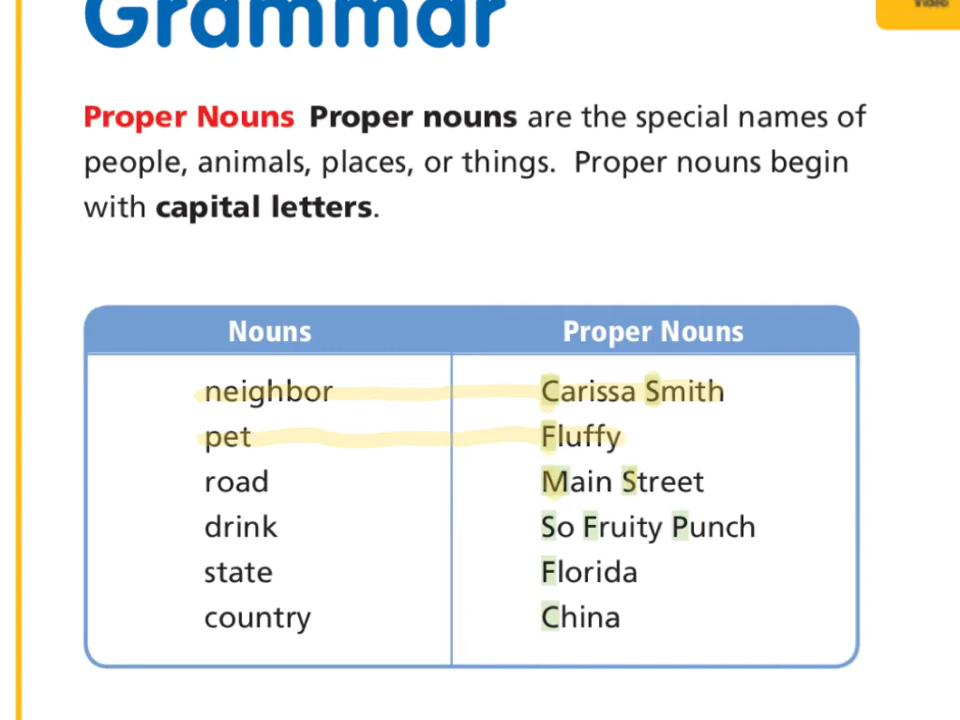 Grammar
Video
Proper Nouns Proper nouns are the special names of
people, animals, places, or things. Proper nouns begin
with capital letters.
Nouns Proper Nouns
neighbor Carissa Smith
pet Fluffy
road Main Street
drink So Fruity Punch
state Florida
country China